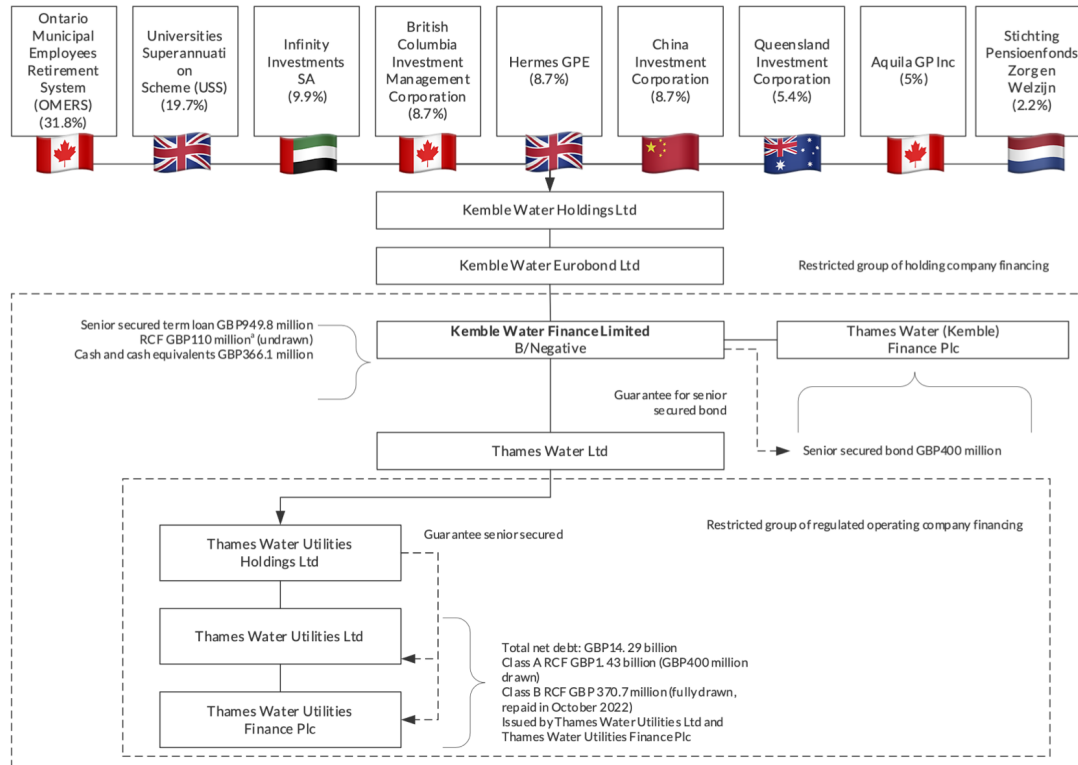 Ontario
Municipal
Employees
Retirement
System
(OMERS)
(31.8%)
Universities
Superannuati
on
Scheme (USS)
(19.7%)
Infinity
Investments
SA
(9.9%)
British
Columbia
Investment
Management
Corporation
(8.7%)
Hermes GPE
(8.7%)
China
Investment
Corporation
(8.7%)
Queensland
Investment
Corporation
(5.4%)
Aquila GP Inc
(5%)
Stichting
Pensioenfonds
Zorg en
Welzijn
(2.2%)
Kemble Water Holdings Ltd
Kemble Water Eurobond Ltd
Restricted group of holding company financing
Senior secured term loan GBP949.8 million
RCF GBP110 millionᵃ (undrawn)
Cash and cash equivalents GBP366.1 million
Kemble Water Finance Limited
B/Negative
Thames Water (Kemble)
Finance Plc
Guarantee for senior
secured bond
Senior secured bond GBP400 million
Thames Water Ltd
Restricted group of regulated operating company financing
Thames Water Utilities
Holdings Ltd
Guarantee senior secured
Thames Water Utilities Ltd
Thames Water Utilities
Finance Plc
Total net debt: GBP14.29 billion
Class A RCF GBP1.43 billion (GBP400 million
drawn)
Class B RCF GBP 370.7 million (fully drawn,
repaid in October 2022)
Issued by Thames Water Utilities Ltd and
Thames Water Utilities Finance Plc